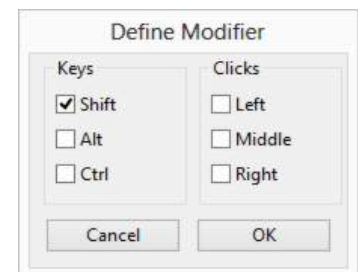 Define Modifier
Keys
Clicks
Shift
Left
Alt
Middle
Ctrl
Right
Cancel
OK